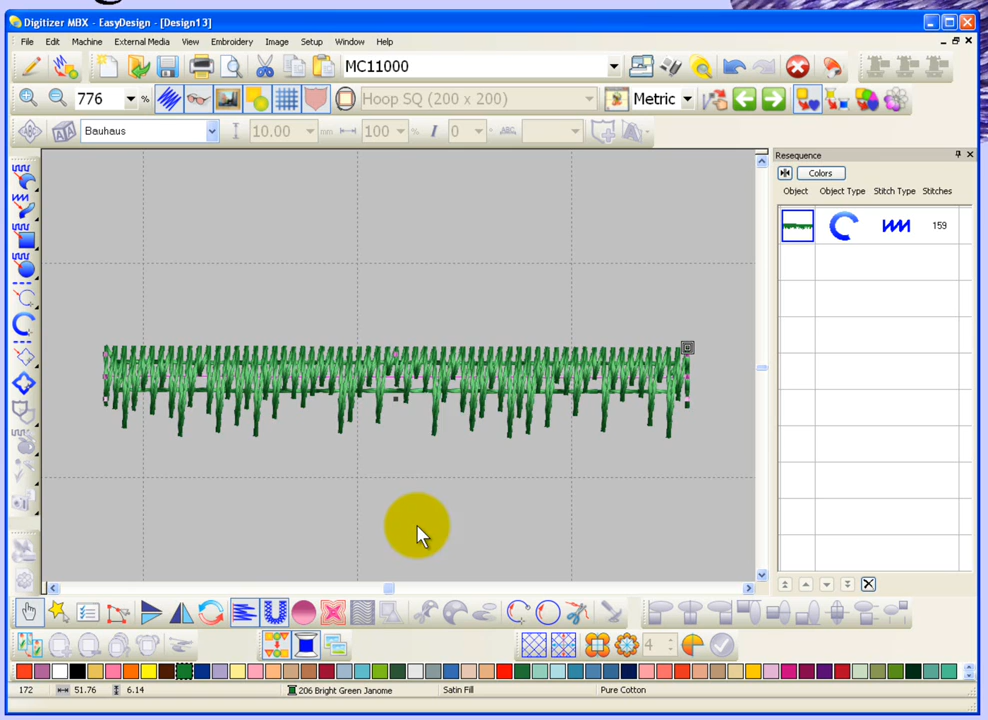 Digitizer MBX - EasyDesign - [Design13]
File Edit Machine External Media View Embroidery Image Setup Window Help
MC11000
776 % Hoop SQ (200 x 200) Metric
Bauhaus 10.00 mm 100 % I 0 ° ABC
Resequence
Colors
Object Object Type Stitch Type Stitches
159
4
172 51.76 6.14 206 Bright Green Janome Satin Fill Pure Cotton